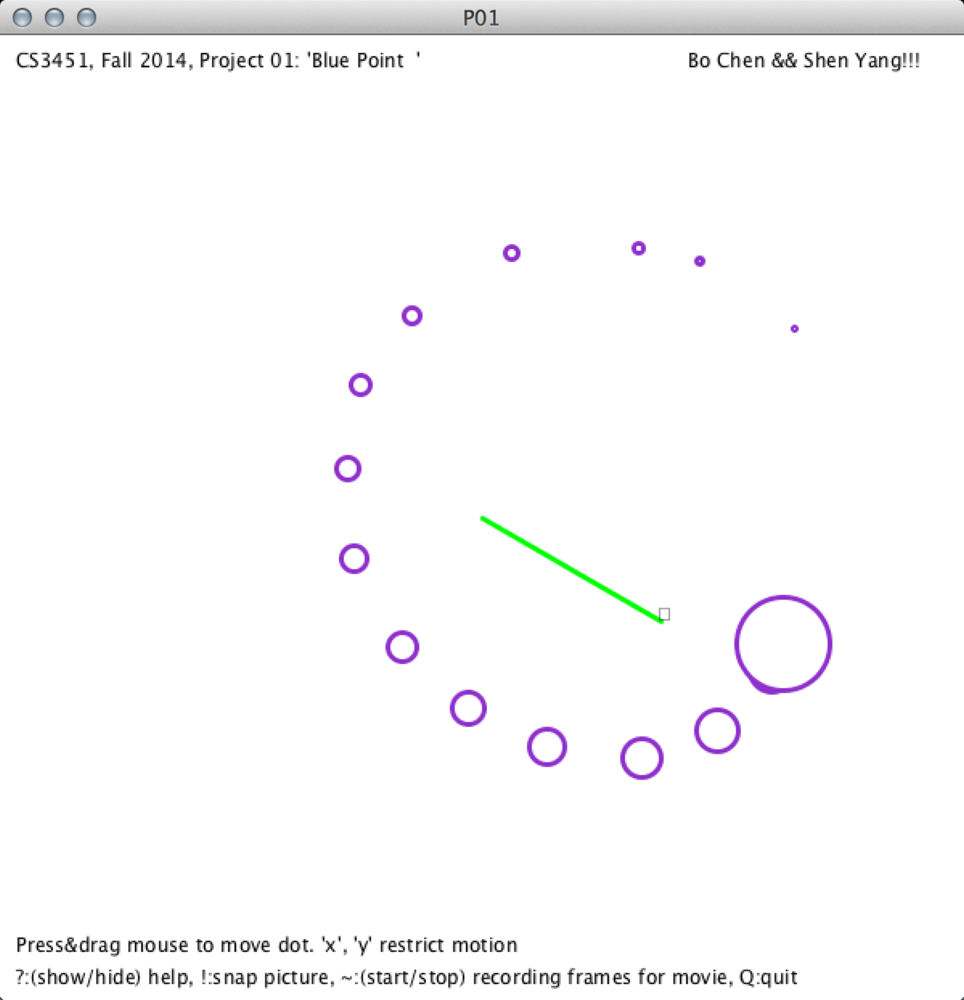 P01
CS3451, Fall 2014, Project 01: 'Blue Point  '
Bo Chen && Shen Yang!!!
Press&drag mouse to move dot. 'x', 'y' restrict motion
?:(show/hide) help, !:snap picture, ~:(start/stop) recording frames for movie, Q:quit